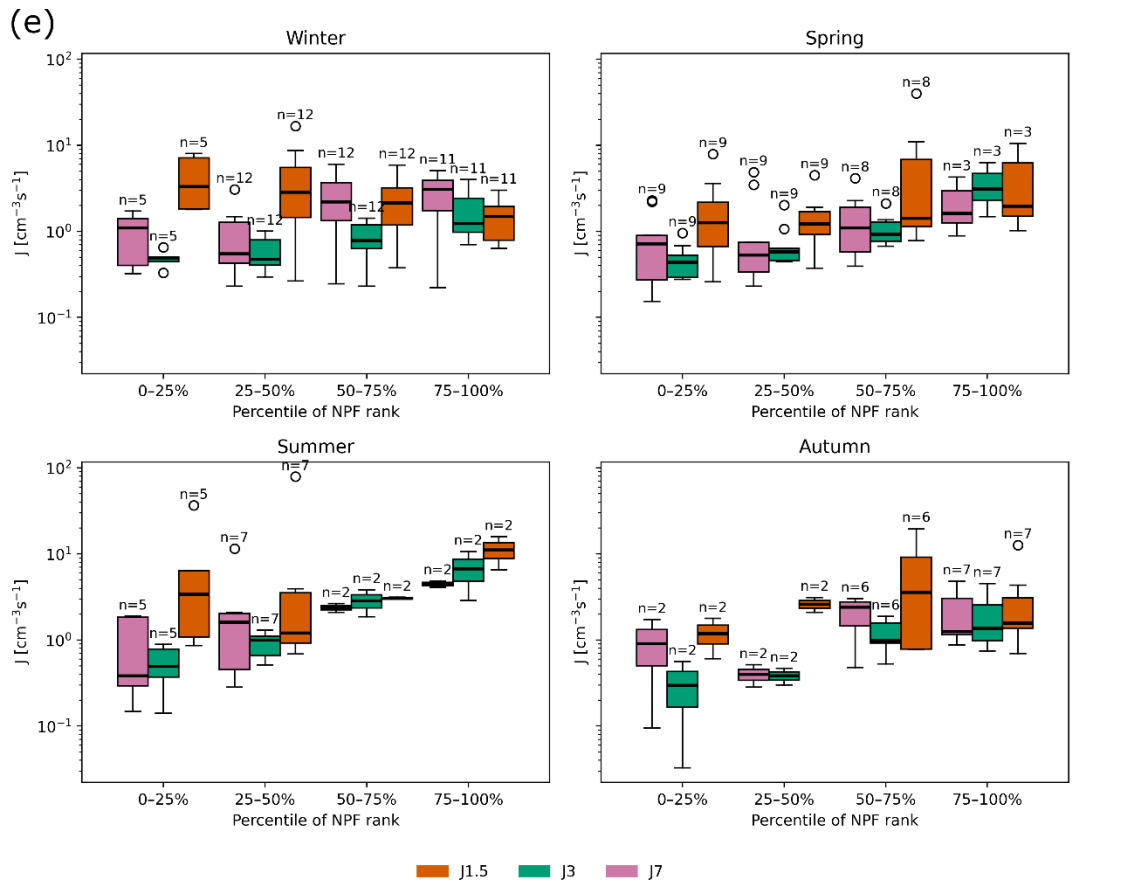 (e)
Winter
10²
10¹
10⁰
10⁻¹
J [cm⁻³s⁻¹]
n=5
n=5
n=5
n=12
n=12
n=12
n=12
n=12
n=12
n=11
n=11
n=11
0–25%
25–50%
50–75%
75–100%
Percentile of NPF rank
Spring
J [cm⁻³s⁻¹]
n=9
n=9
n=9
n=9
n=9
n=9
n=8
n=8
n=8
n=3
n=3
n=3
0–25%
25–50%
50–75%
75–100%
Percentile of NPF rank
Summer
10²
10¹
10⁰
10⁻¹
J [cm⁻³s⁻¹]
n=5
n=5
n=5
n=7
n=7
n=7
n=2
n=2
n=2
n=2
n=2
n=2
0–25%
25–50%
50–75%
75–100%
Percentile of NPF rank
Autumn
J [cm⁻³s⁻¹]
n=2
n=2
n=2
n=2
n=2
n=2
n=6
n=6
n=6
n=7
n=7
n=7
0–25%
25–50%
50–75%
75–100%
Percentile of NPF rank
J1.5
J3
J7